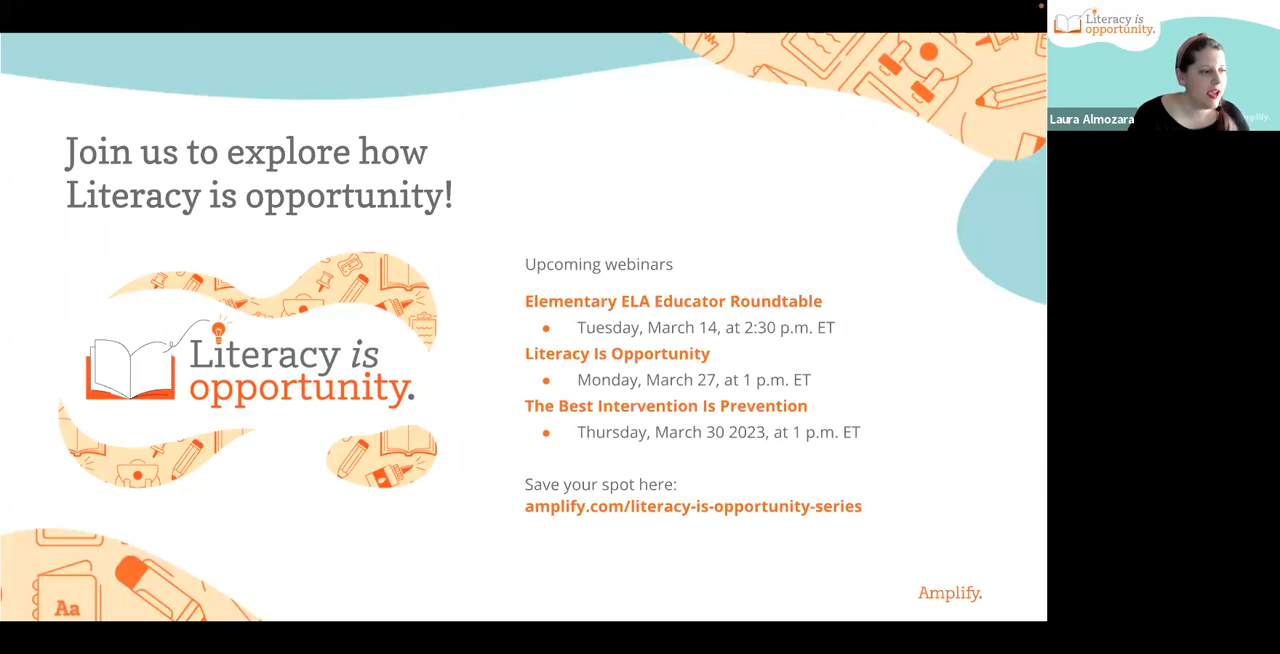 Join us to explore how
Literacy is opportunity!
Literacy is
opportunity.
Upcoming webinars
Elementary ELA Educator Roundtable
• Tuesday, March 14, at 2:30 p.m. ET
Literacy Is Opportunity
• Monday, March 27, at 1 p.m. ET
The Best Intervention Is Prevention
• Thursday, March 30 2023, at 1 p.m. ET
Save your spot here:
amplify.com/literacy-is-opportunity-series
Aa
Amplify.
Literacy is
opportunity.
Laura Almozara